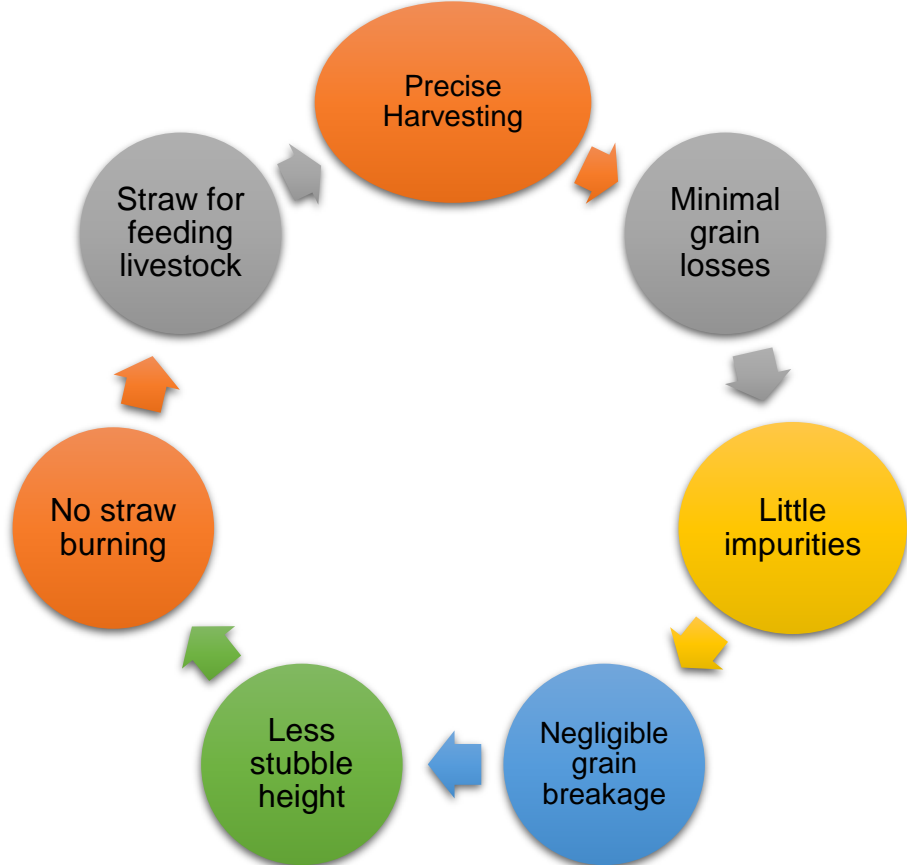 Precise
Harvesting
Minimal
grain
losses
Little
impurities
Negligible
grain
breakage
Less
stubble
height
No straw
burning
Straw for
feeding
livestock